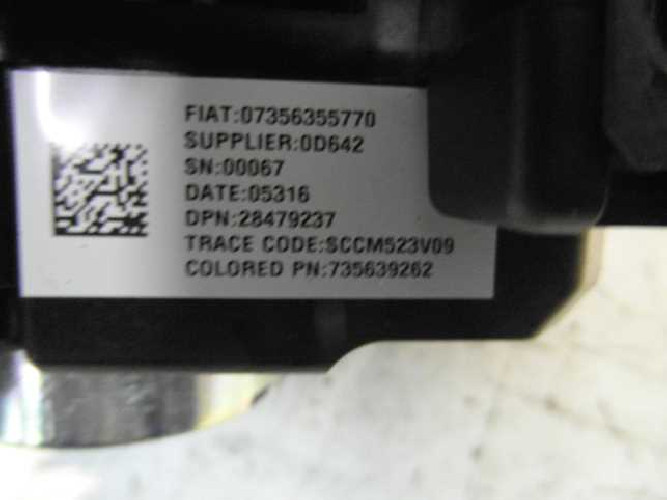 FIAT:07356355770
SUPPLIER:0D642
SN:00067
DATE:05316
DPN:28479237
TRACE CODE:SCCM523V09
COLORED PN:735639262